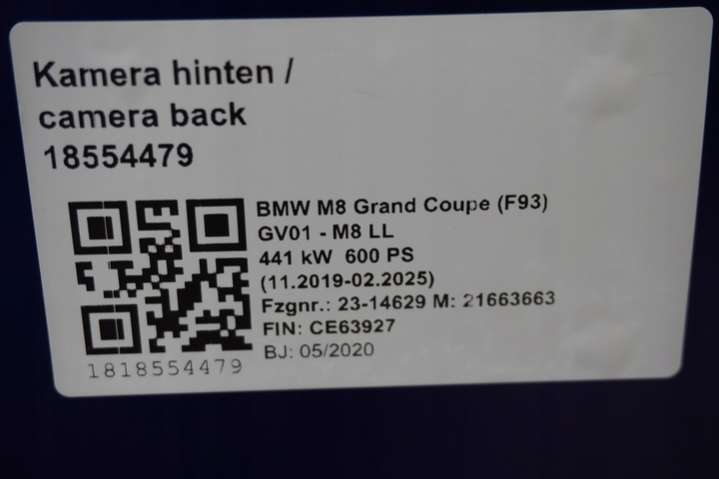 Kamera hinten /
camera back
18554479
BMW M8 Grand Coupe (F93)
GV01 - M8 LL
441 kW 600 PS
(11.2019-02.2025)
Fzgnr.: 23-14629 M: 21663663
FIN: CE63927
BJ: 05/2020
1818554479